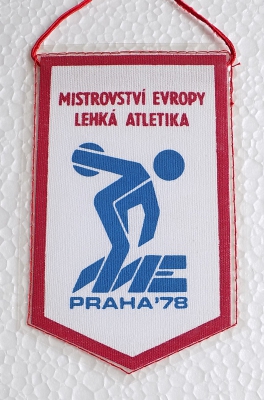 MISTROVSTVÍ EVROPY
LEHKÁ ATLETIKA
ME
PRAHA'78